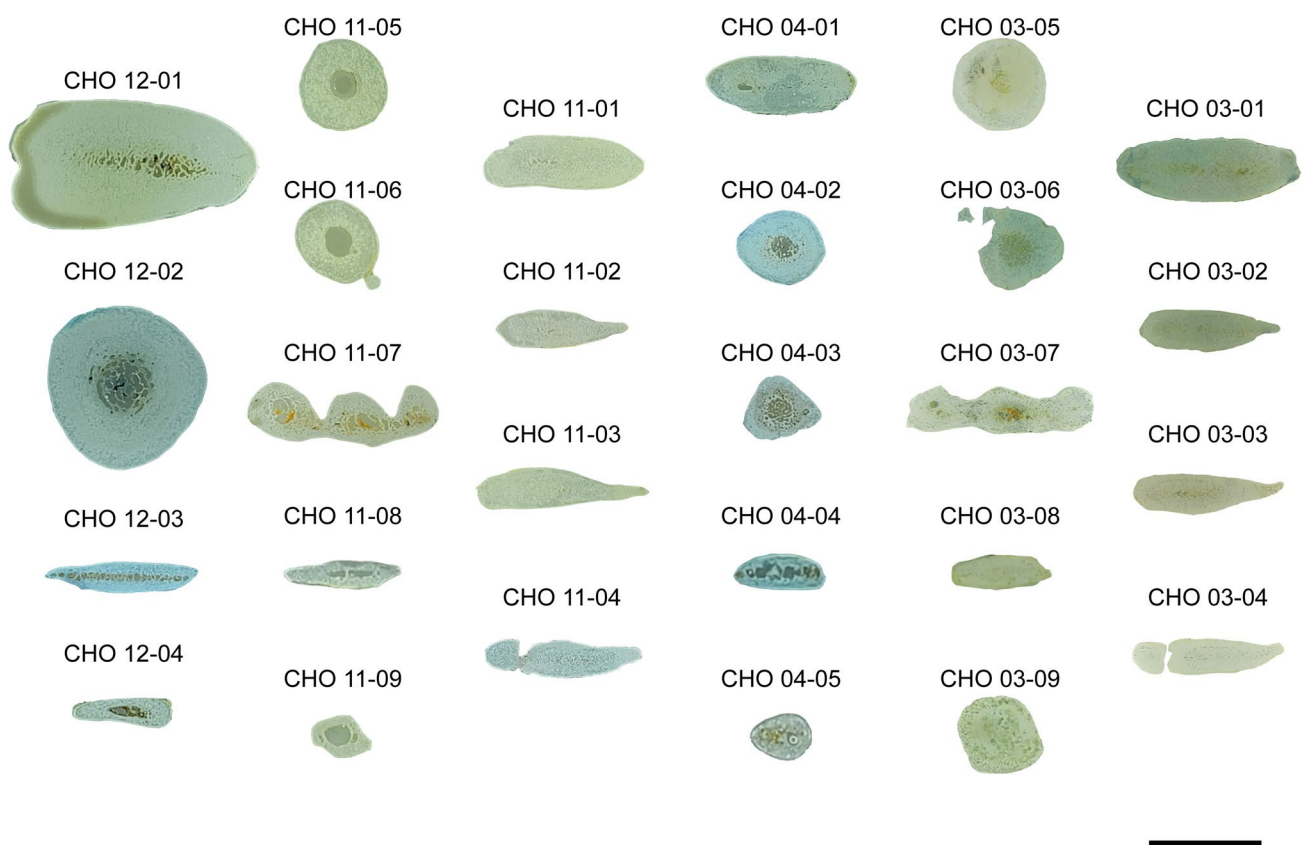 CHO 12-01
CHO 12-02
CHO 12-03
CHO 12-04
CHO 11-05
CHO 11-06
CHO 11-07
CHO 11-08
CHO 11-09
CHO 11-01
CHO 11-02
CHO 11-03
CHO 11-04
CHO 04-01
CHO 04-02
CHO 04-03
CHO 04-04
CHO 04-05
CHO 03-05
CHO 03-06
CHO 03-07
CHO 03-08
CHO 03-09
CHO 03-01
CHO 03-02
CHO 03-03
CHO 03-04